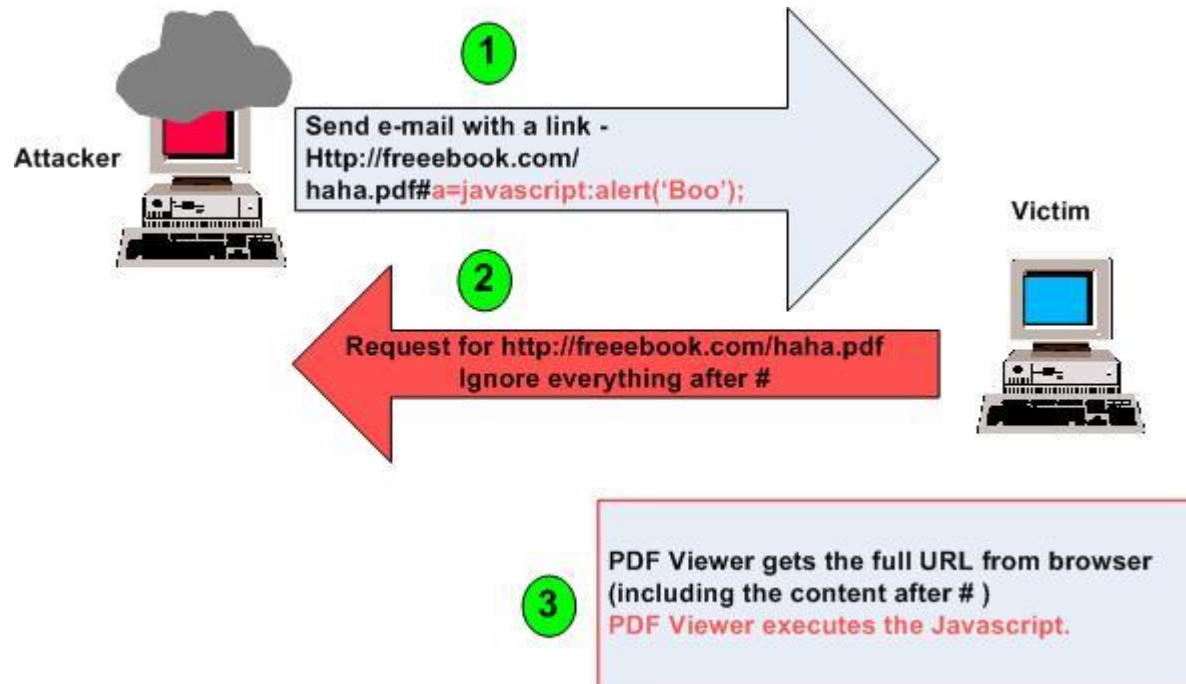 1
Send e-mail with a link -
Http://freeebook.com/
haha.pdf#a=javascript:alert(‘Boo’);
Attacker
Victim
2
Request for http://freeebook.com/haha.pdf
Ignore everything after #
3
PDF Viewer gets the full URL from browser
(including the content after # )
PDF Viewer executes the Javascript.